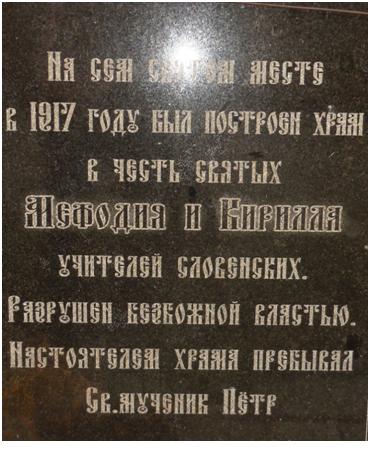 На сем святом месте
в 1917 году был построен храм
в честь святых
Мефодия и Кирилла
учителей словенских.
Разрушен безбожной властью.
Настоятелем храма пребывал
Св.мученик Пётр